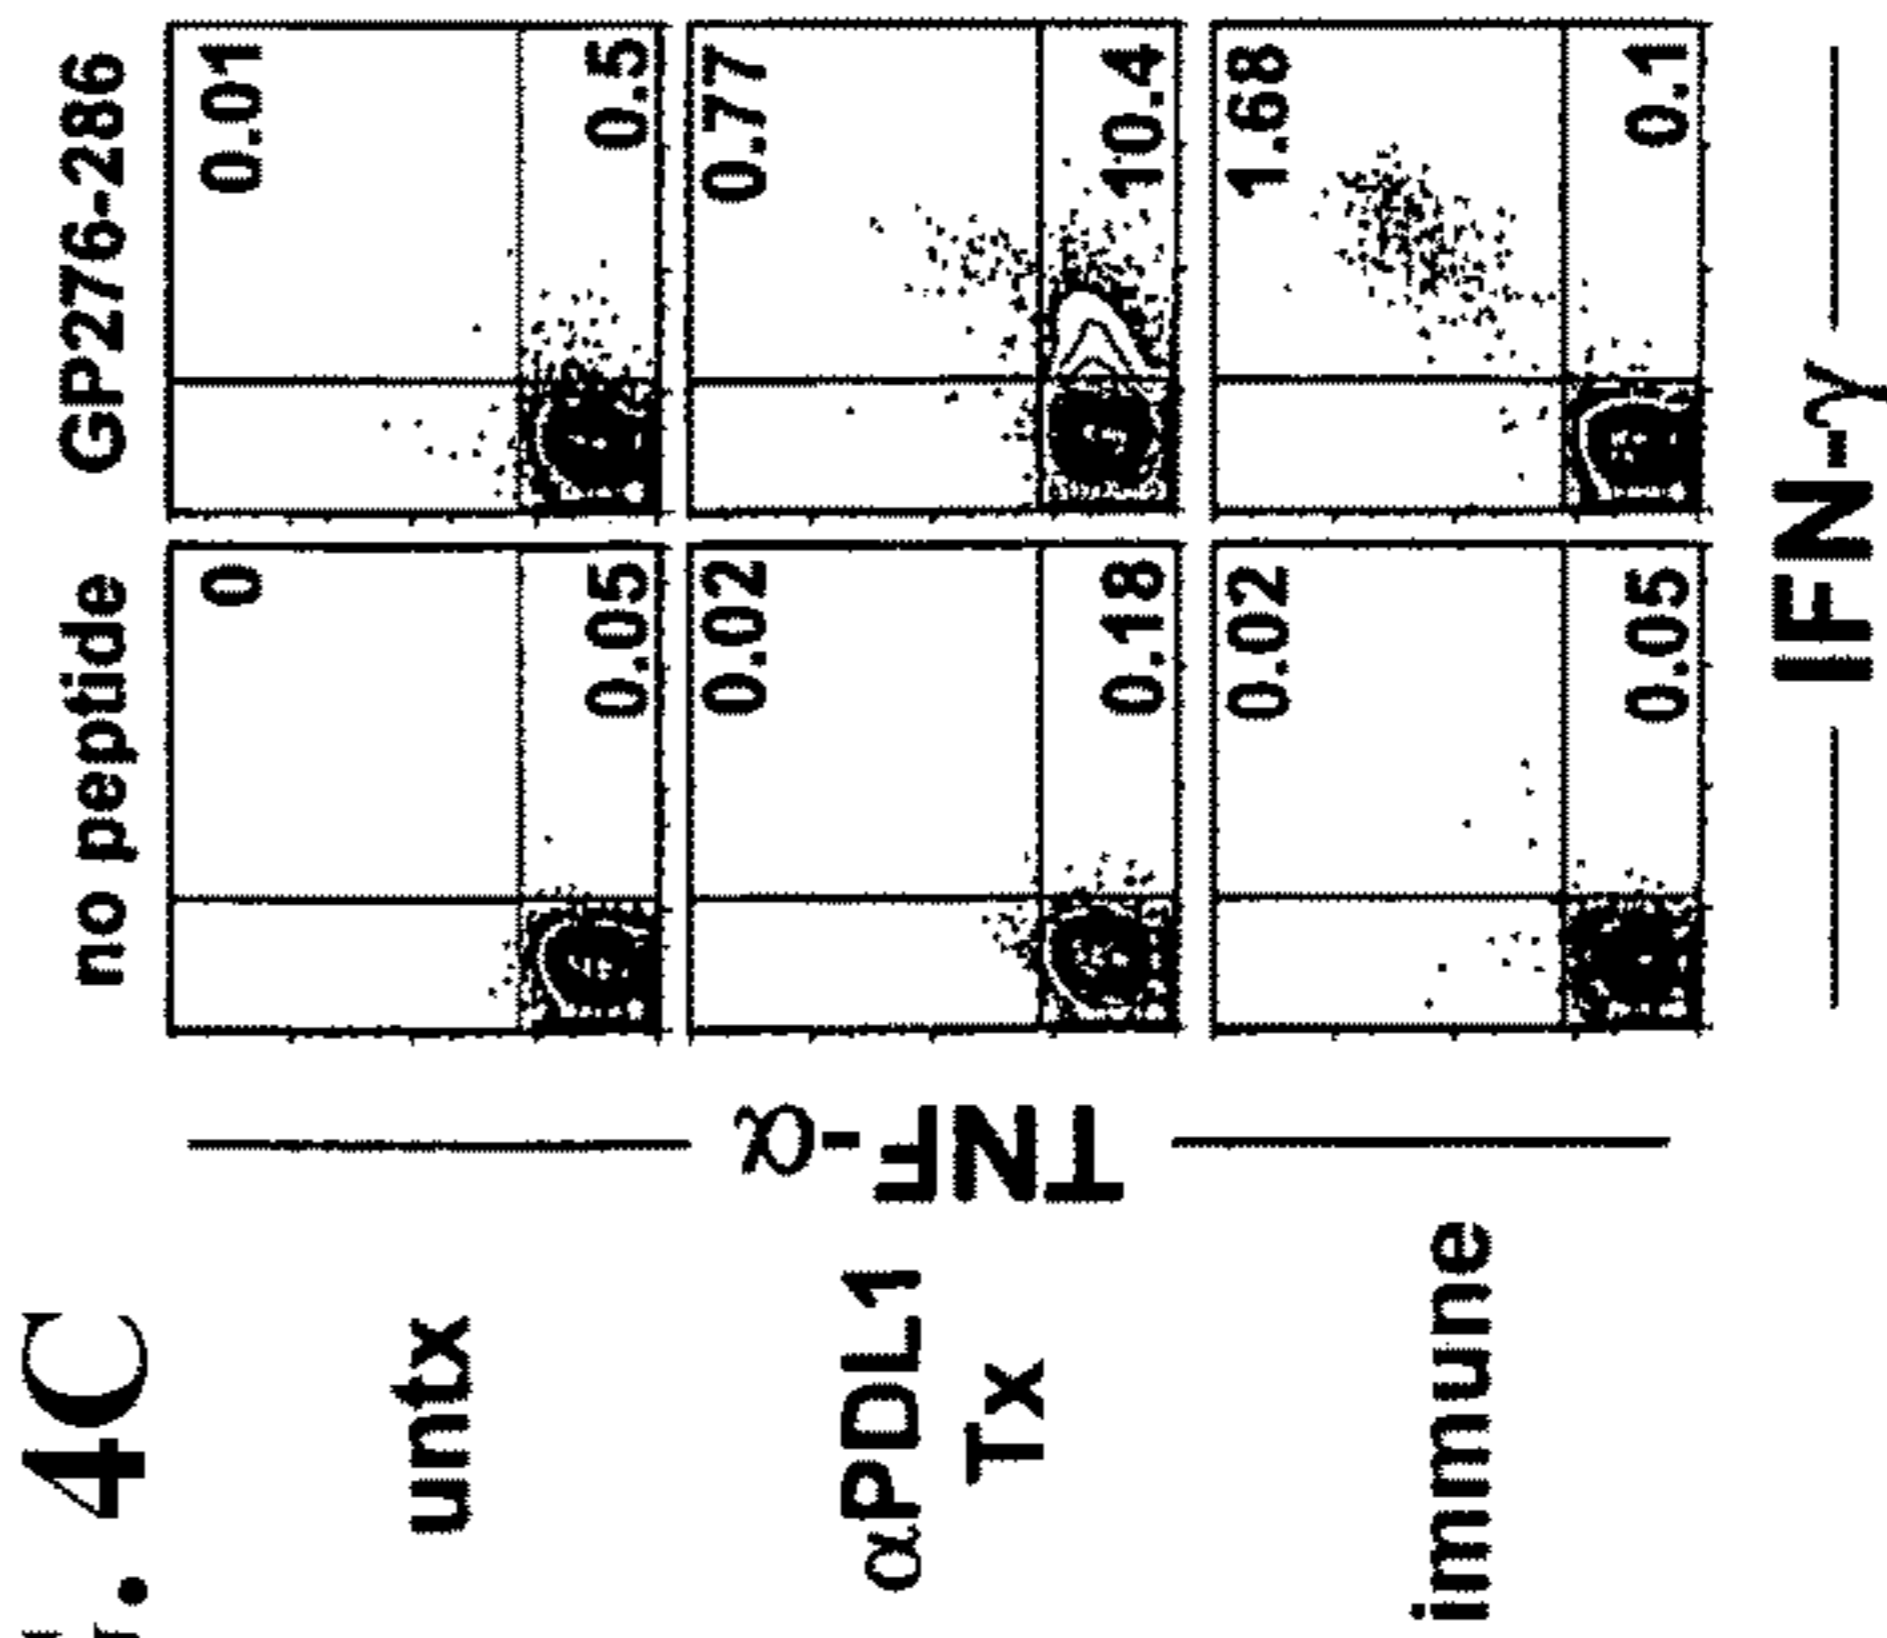 4C
no peptide GP276-286
untx
0 0.01
0.05 0.5
αPDL1
Tx
0.02 0.77
0.18 10.4
immune
0.02 1.68
0.05 0.1
TNF-α
IFN-γ